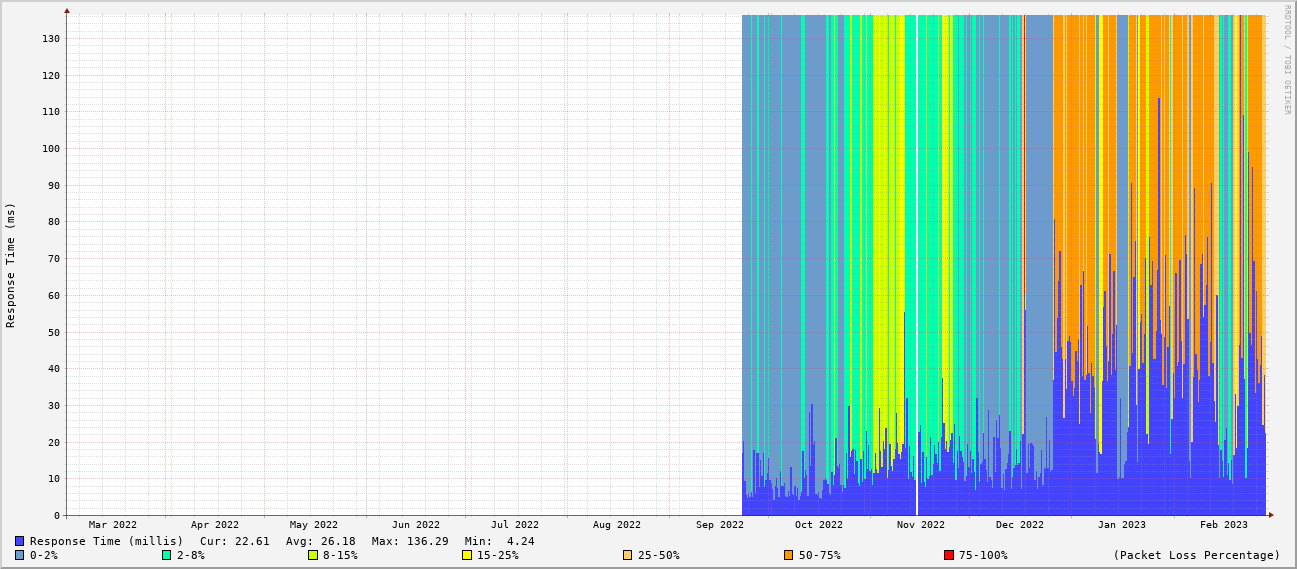 RRDTOOL / TOBI OETIKER
Response Time (ms)
130
120
110
100
90
80
70
60
50
40
30
20
10
0
Mar 2022 Apr 2022 May 2022 Jun 2022 Jul 2022 Aug 2022 Sep 2022 Oct 2022 Nov 2022 Dec 2022 Jan 2023 Feb 2023
Response Time (millis) Cur: 22.61 Avg: 26.18 Max: 136.29 Min: 4.24
0-2% 2-8% 8-15% 15-25% 25-50% 50-75% 75-100% (Packet Loss Percentage)